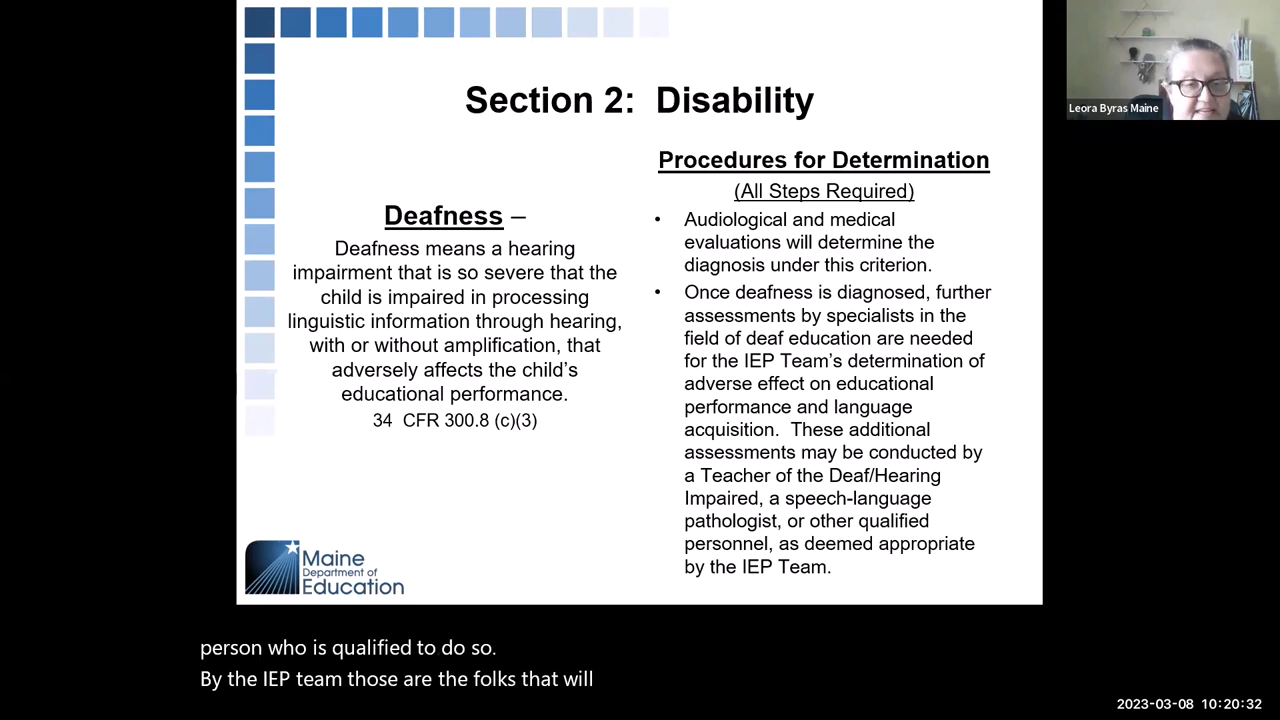 Section 2:  Disability
Deafness –
Deafness means a hearing
impairment that is so severe that the
child is impaired in processing
linguistic information through hearing,
with or without amplification, that
adversely affects the child's
educational performance.
34  CFR 300.8 (c)(3)
Procedures for Determination
(All Steps Required)
• Audiological and medical
evaluations will determine the
diagnosis under this criterion.
• Once deafness is diagnosed, further
assessments by specialists in the
field of deaf education are needed
for the IEP Team's determination of
adverse effect on educational
performance and language
acquisition.  These additional
assessments may be conducted by
a Teacher of the Deaf/Hearing
Impaired, a speech-language
pathologist, or other qualified
personnel, as deemed appropriate
by the IEP Team.
Maine
Department of
Education
Leora Byras Maine
person who is qualified to do so.
By the IEP team those are the folks that will
2023-03-08 10:20:32